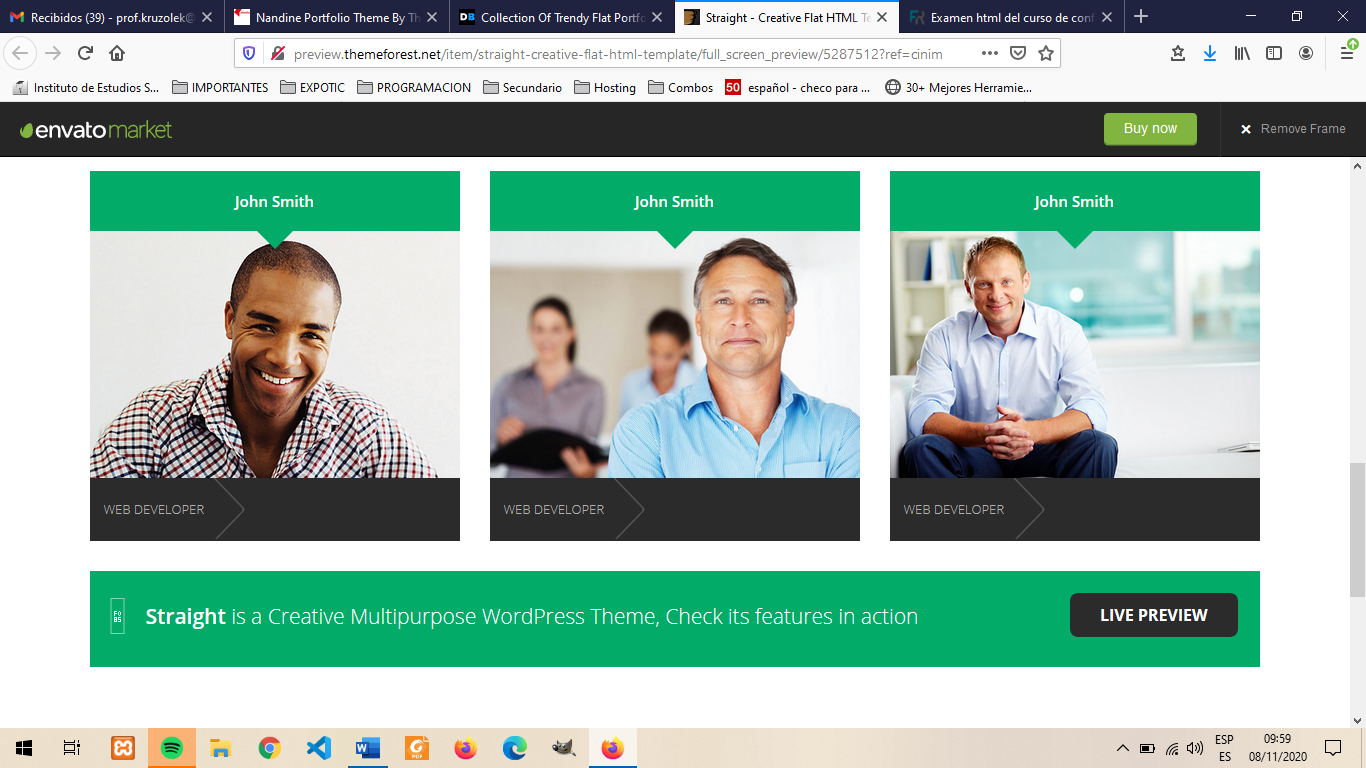 Recibidos (39) - prof.kruzolek@
Nandine Portfolio Theme By Th
Collection Of Trendy Flat Portfo
Straight - Creative Flat HTML Te
Examen html del curso de conf
preview.themeforest.net/item/straight-creative-flat-html-template/full_screen_preview/5287512?ref=cinim
Instituto de Estudios S...
IMPORTANTES
EXPOTIC
PROGRAMACION
Secundario
Hosting
Combos
50 español - checo para ...
30+ Mejores Herramie...
envatomarket
Buy now
Remove Frame
John Smith
John Smith
John Smith
WEB DEVELOPER
WEB DEVELOPER
WEB DEVELOPER
Straight is a Creative Multipurpose WordPress Theme, Check its features in action
LIVE PREVIEW
ESP
ES
09:59
08/11/2020